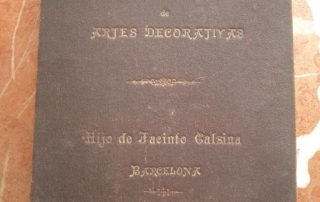 de
ARTES DECORATIVAS
Hijo de Jacinto Calsina
BARCELONA